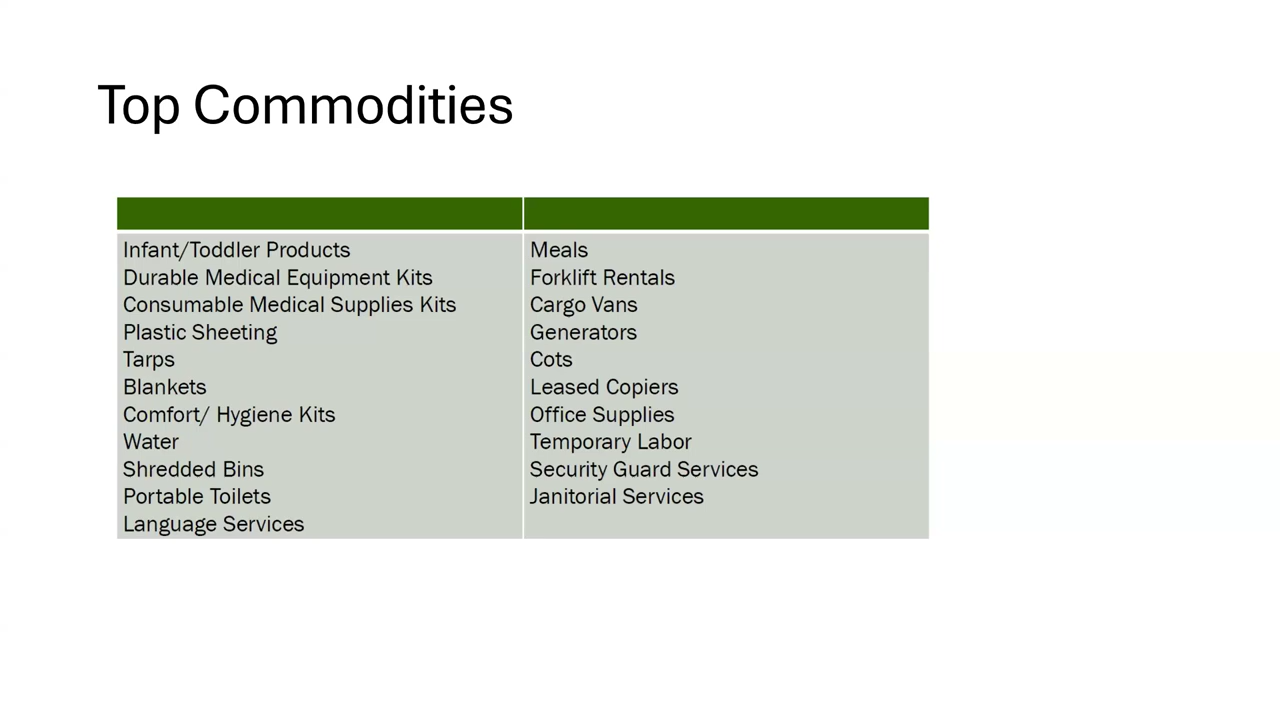 Top Commodities
Infant/Toddler Products
Durable Medical Equipment Kits
Consumable Medical Supplies Kits
Plastic Sheeting
Tarps
Blankets
Comfort/ Hygiene Kits
Water
Shredded Bins
Portable Toilets
Language Services
Meals
Forklift Rentals
Cargo Vans
Generators
Cots
Leased Copiers
Office Supplies
Temporary Labor
Security Guard Services
Janitorial Services